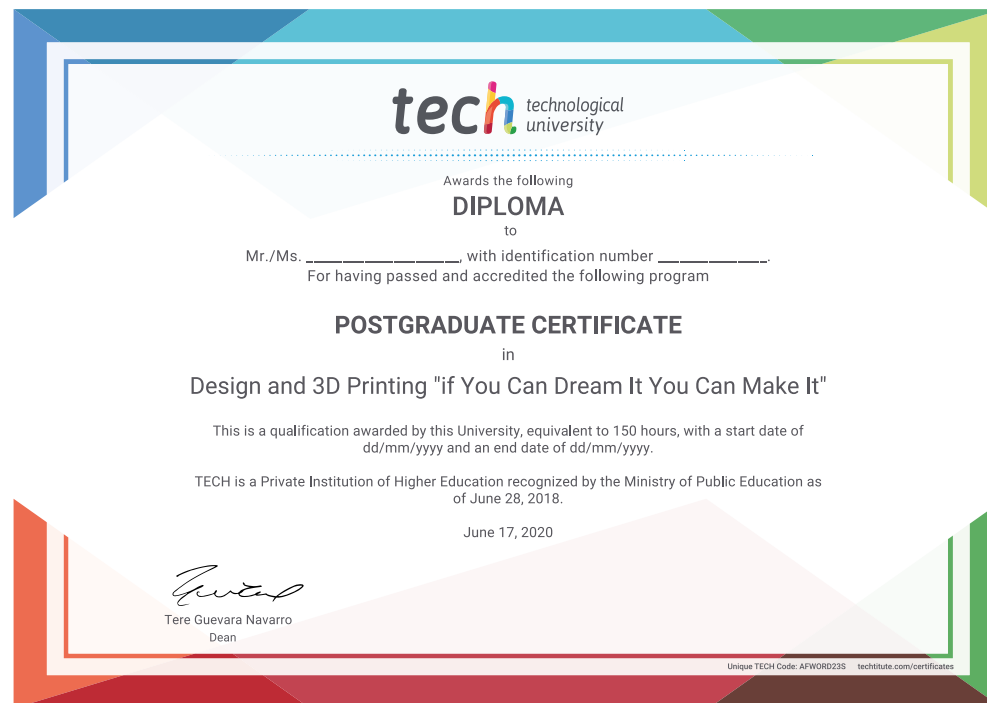 tech technological
university
Awards the following
DIPLOMA
to
Mr./Ms. __________________, with identification number _____________.
For having passed and accredited the following program
POSTGRADUATE CERTIFICATE
in
Design and 3D Printing "if You Can Dream It You Can Make It"
This is a qualification awarded by this University, equivalent to 150 hours, with a start date of
dd/mm/yyyy and an end date of dd/mm/yyyy.
TECH is a Private Institution of Higher Education recognized by the Ministry of Public Education as
of June 28, 2018.
June 17, 2020
Tere Guevara Navarro
Dean
Unique TECH Code: AFWORD23S techtitute.com/certificates